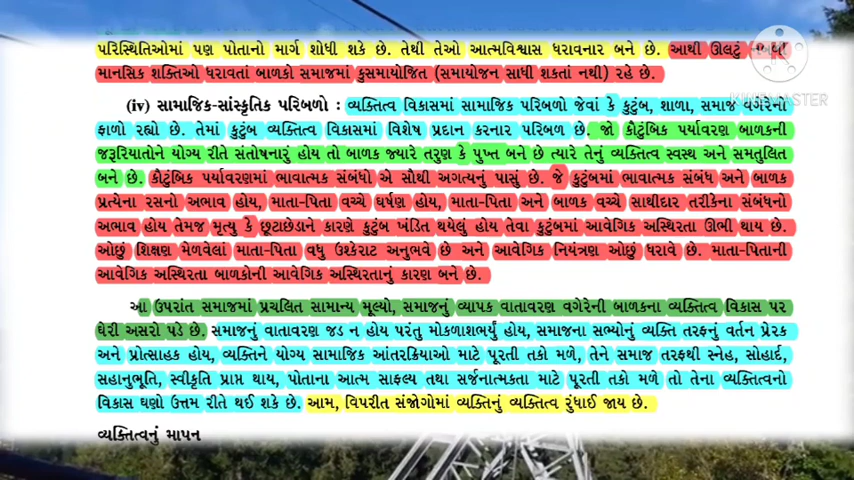 પરિસ્થિતિઓમાં પણ પોતાનો માર્ગ શોધી શકે છે. તેથી તેઓ આત્મવિશ્વાસ ધરાવનાર બને છે. આથી ઊલટું નબળી
માનસિક શક્તિઓ ધરાવતાં બાળકો સમાજમાં કુસમાયોજિત (સમાયોજન સાધી શકતાં નથી) રહે છે.
(iv) સામાજિક-સાંસ્કૃતિક પરિબળો : વ્યક્તિત્વ વિકાસમાં સામાજિક પરિબળો જેવાં કે કુટુંબ, શાળા, સમાજ વગેરેનો
ફાળો રહ્યો છે. તેમાં કુટુંબ વ્યક્તિત્વ વિકાસમાં વિશેષ પ્રદાન કરનાર પરિબળ છે. જો કૌટુંબિક પર્યાવરણ બાળકની
જરૂરિયાતોને યોગ્ય રીતે સંતોષનારું હોય તો બાળક જ્યારે તરુણ કે પુખ્ત બને છે ત્યારે તેનું વ્યક્તિત્વ સ્વસ્થ અને સમતુલિત
બને છે. કૌટુંબિક પર્યાવરણમાં ભાવાત્મક સંબંધો એ સૌથી અગત્યનું પાસું છે. જે કુટુંબમાં ભાવાત્મક સંબંધ અને બાળક
પ્રત્યેના રસનો અભાવ હોય, માતા-પિતા વચ્ચે ઘર્ષણ હોય, માતા-પિતા અને બાળક વચ્ચે સાથીદાર તરીકેના સંબંધનો
અભાવ હોય તેમજ મૃત્યુ કે છૂટાછેડાને કારણે કુટુંબ ખંડિત થયેલું હોય તેવા કુટુંબમાં આવેગિક અસ્થિરતા ઊભી થાય છે.
ઓછું શિક્ષણ મેળવેલાં માતા-પિતા વધુ ઉશ્કેરાટ અનુભવે છે અને આવેગિક નિયંત્રણ ઓછું ધરાવે છે. માતા-પિતાની
આવેગિક અસ્થિરતા બાળકોની આવેગિક અસ્થિરતાનું કારણ બને છે.
આ ઉપરાંત સમાજમાં પ્રચલિત સામાન્ય મૂલ્યો, સમાજનું વ્યાપક વાતાવરણ વગેરેની બાળકના વ્યક્તિત્વ વિકાસ પર
ઘેરી અસરો પડે છે. સમાજનું વાતાવરણ જડ ન હોય પરંતુ મોકળાશભર્યું હોય, સમાજના સભ્યોનું વ્યક્તિ તરફનું વર્તન પ્રેરક
અને પ્રોત્સાહક હોય, વ્યક્તિને યોગ્ય સામાજિક આંતરક્રિયાઓ માટે પૂરતી તકો મળે, તેને સમાજ તરફથી સ્નેહ, સોહાર્દ,
સહાનુભૂતિ, સ્વીકૃતિ પ્રાપ્ત થાય, પોતાના આત્મ સાફલ્ય તથા સર્જનાત્મકતા માટે પૂરતી તકો મળે તો તેના વ્યક્તિત્વનો
વિકાસ ઘણો ઉત્તમ રીતે થઈ શકે છે. આમ, વિપરીત સંજોગોમાં વ્યક્તિનું વ્યક્તિત્વ રુંધાઈ જાય છે.
વ્યક્તિત્વનું માપન
KINEMASTER